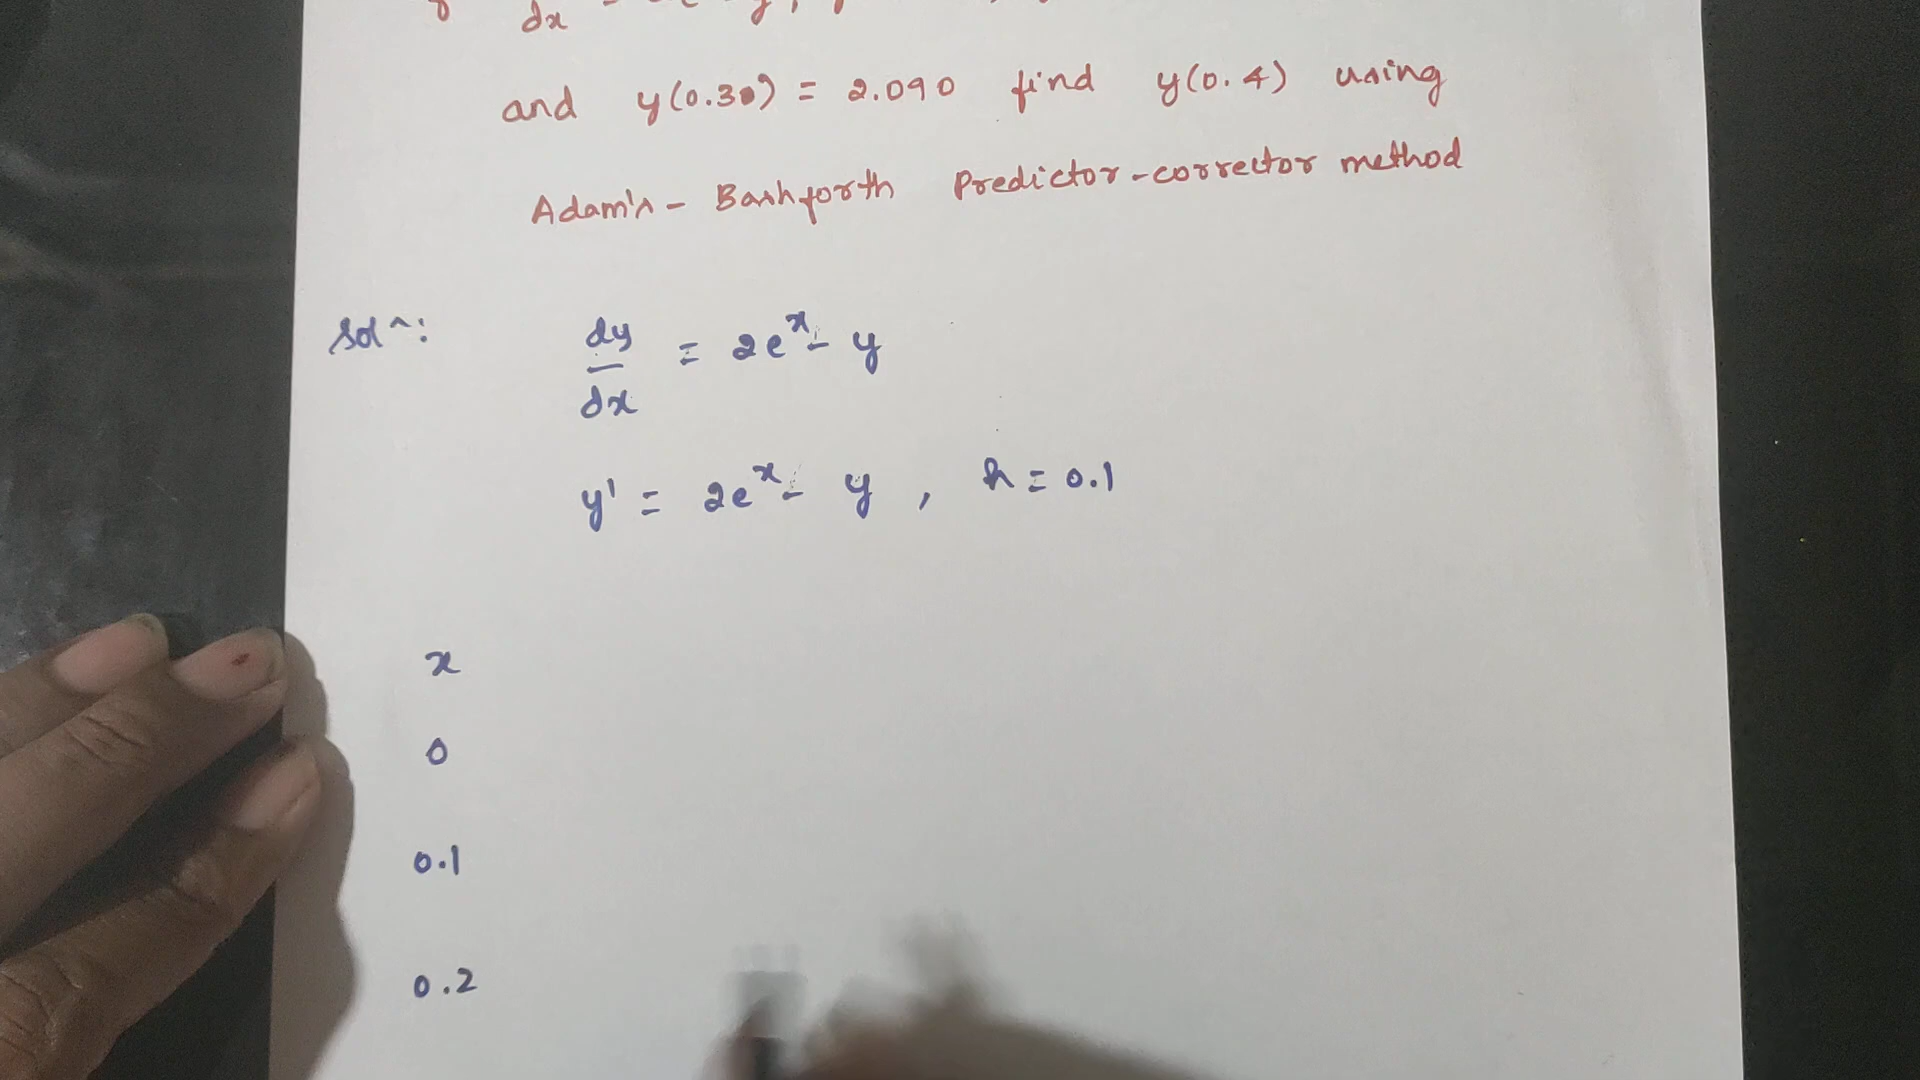 dx
and y(0.30) = 2.090 find y(0.4) using
Adam's - Bashforth Predictor-corrector method
Sol^: dy/dx = 2e^x - y
y' = 2e^x - y , h = 0.1
x
0
0.1
0.2